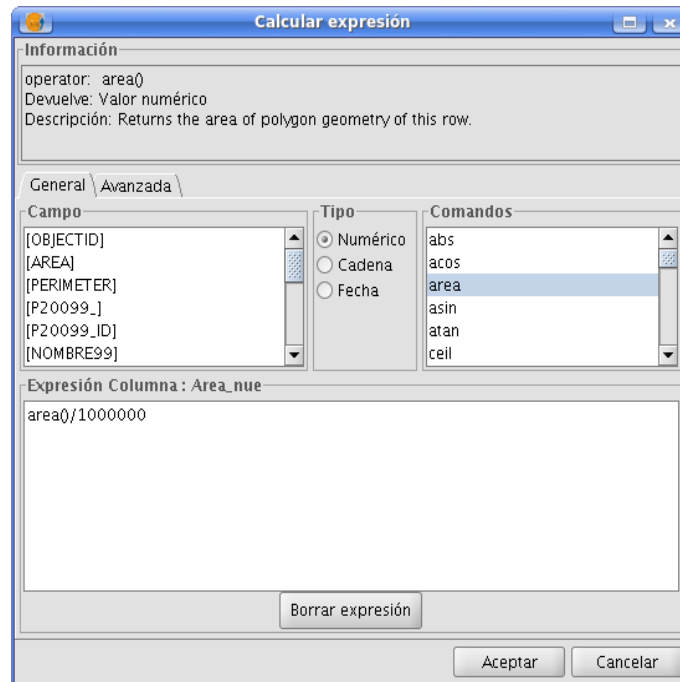 Calcular expresión
Información
operator: area()
Devuelve: Valor numérico
Descripción: Returns the area of polygon geometry of this row.
General
Avanzada
Campo
[OBJECTID]
[AREA]
[PERIMETER]
[P20099_]
[P20099_ID]
[NOMBRE99]
Tipo
Numérico
Cadena
Fecha
Comandos
abs
acos
area
asin
atan
ceil
Expresión Columna : Area_nue
area()/1000000
Borrar expresión
Aceptar
Cancelar